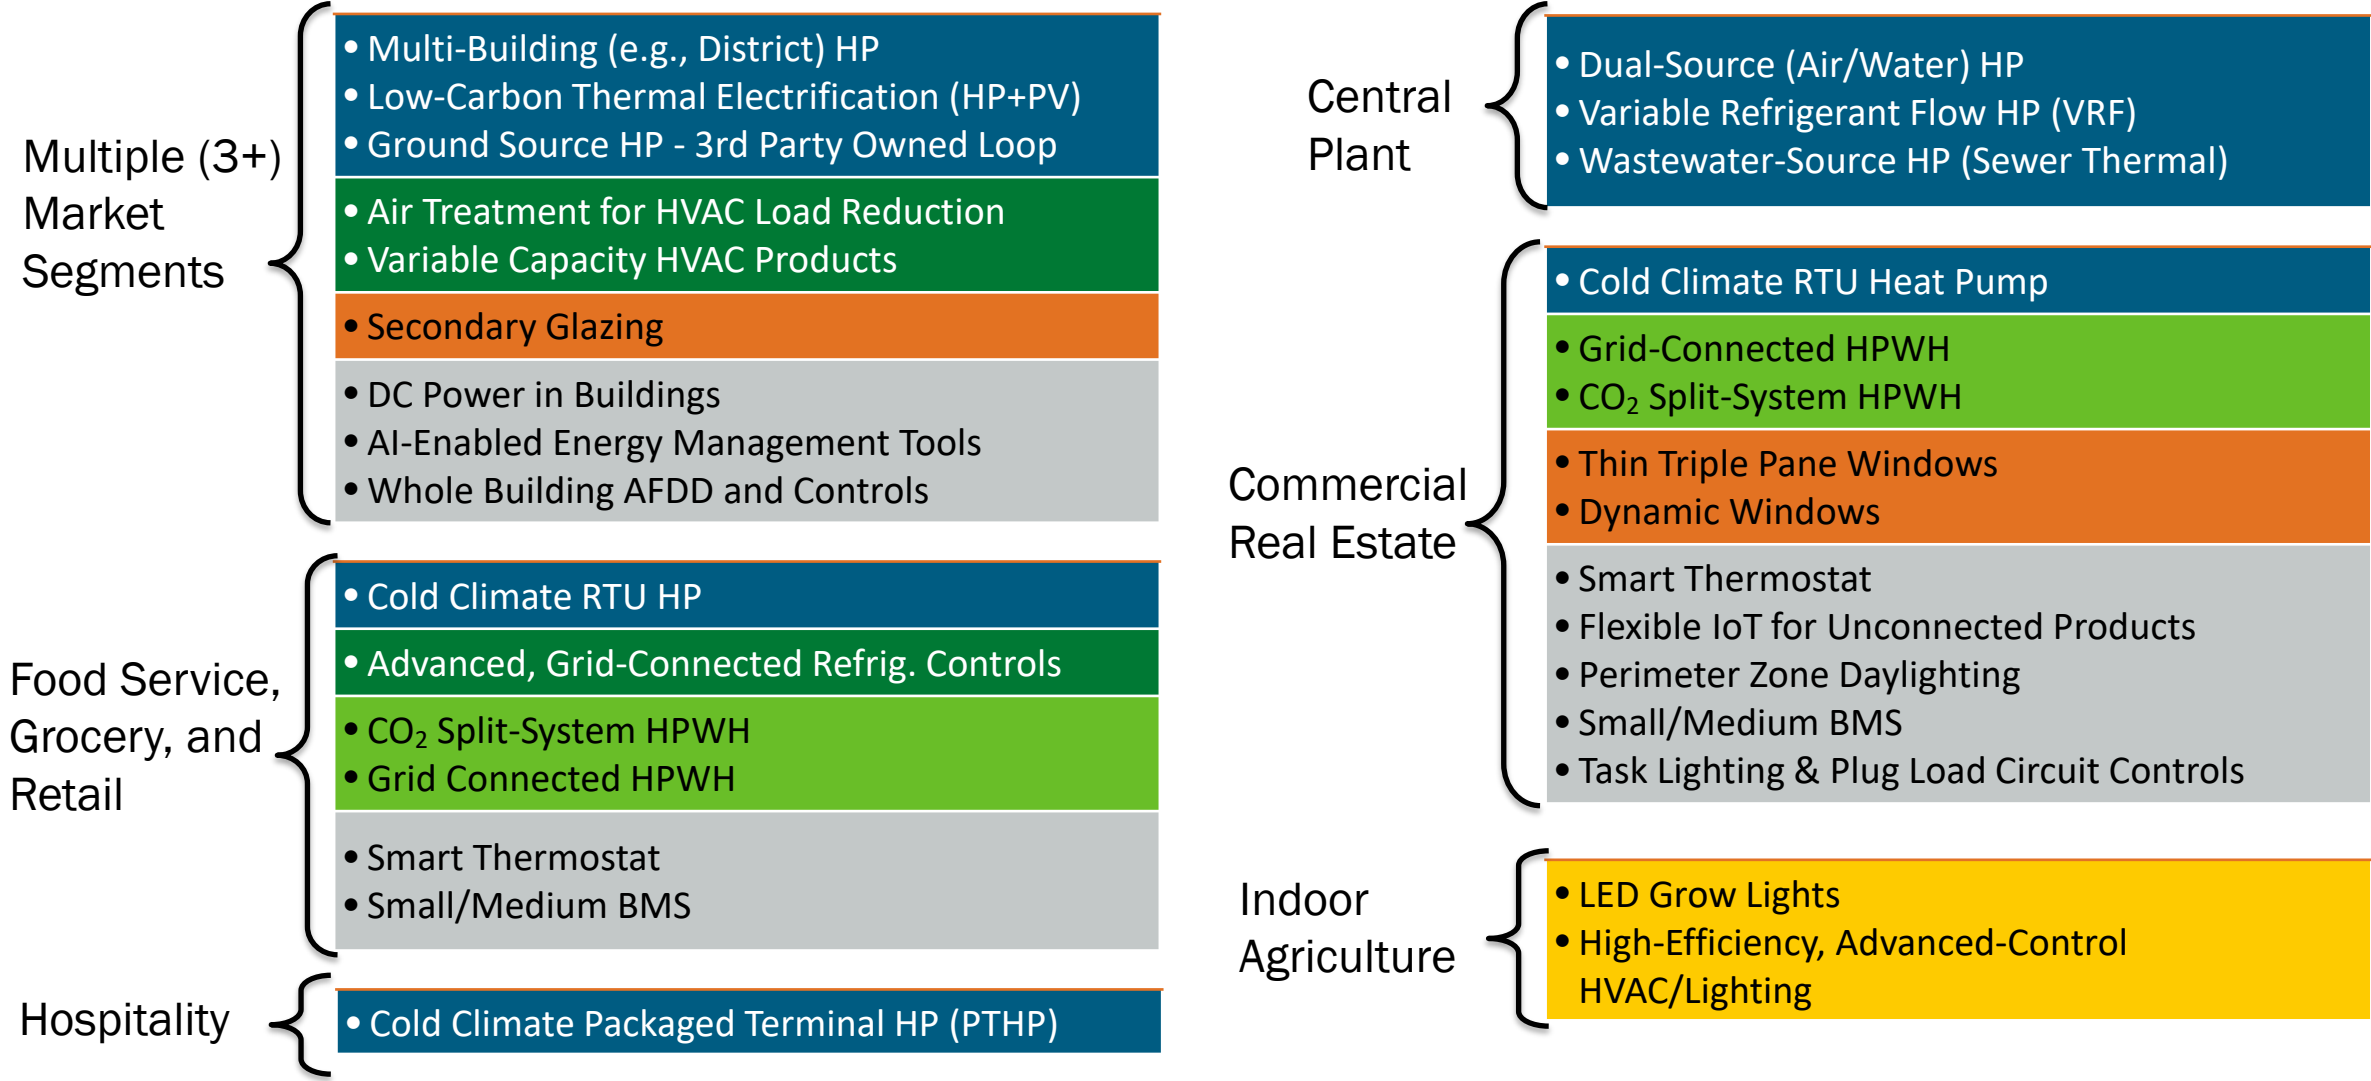 Multiple (3+)
Market
Segments
• Multi-Building (e.g., District) HP
• Low-Carbon Thermal Electrification (HP+PV)
• Ground Source HP - 3rd Party Owned Loop
• Air Treatment for HVAC Load Reduction
• Variable Capacity HVAC Products
• Secondary Glazing
• DC Power in Buildings
• AI-Enabled Energy Management Tools
• Whole Building AFDD and Controls
Food Service,
Grocery, and
Retail
• Cold Climate RTU HP
• Advanced, Grid-Connected Refrig. Controls
• CO₂ Split-System HPWH
• Grid Connected HPWH
• Smart Thermostat
• Small/Medium BMS
Hospitality
• Cold Climate Packaged Terminal HP (PTHP)
Central
Plant
• Dual-Source (Air/Water) HP
• Variable Refrigerant Flow HP (VRF)
• Wastewater-Source HP (Sewer Thermal)
Commercial
Real Estate
• Cold Climate RTU Heat Pump
• Grid-Connected HPWH
• CO₂ Split-System HPWH
• Thin Triple Pane Windows
• Dynamic Windows
• Smart Thermostat
• Flexible IoT for Unconnected Products
• Perimeter Zone Daylighting
• Small/Medium BMS
• Task Lighting & Plug Load Circuit Controls
Indoor
Agriculture
• LED Grow Lights
• High-Efficiency, Advanced-Control
HVAC/Lighting